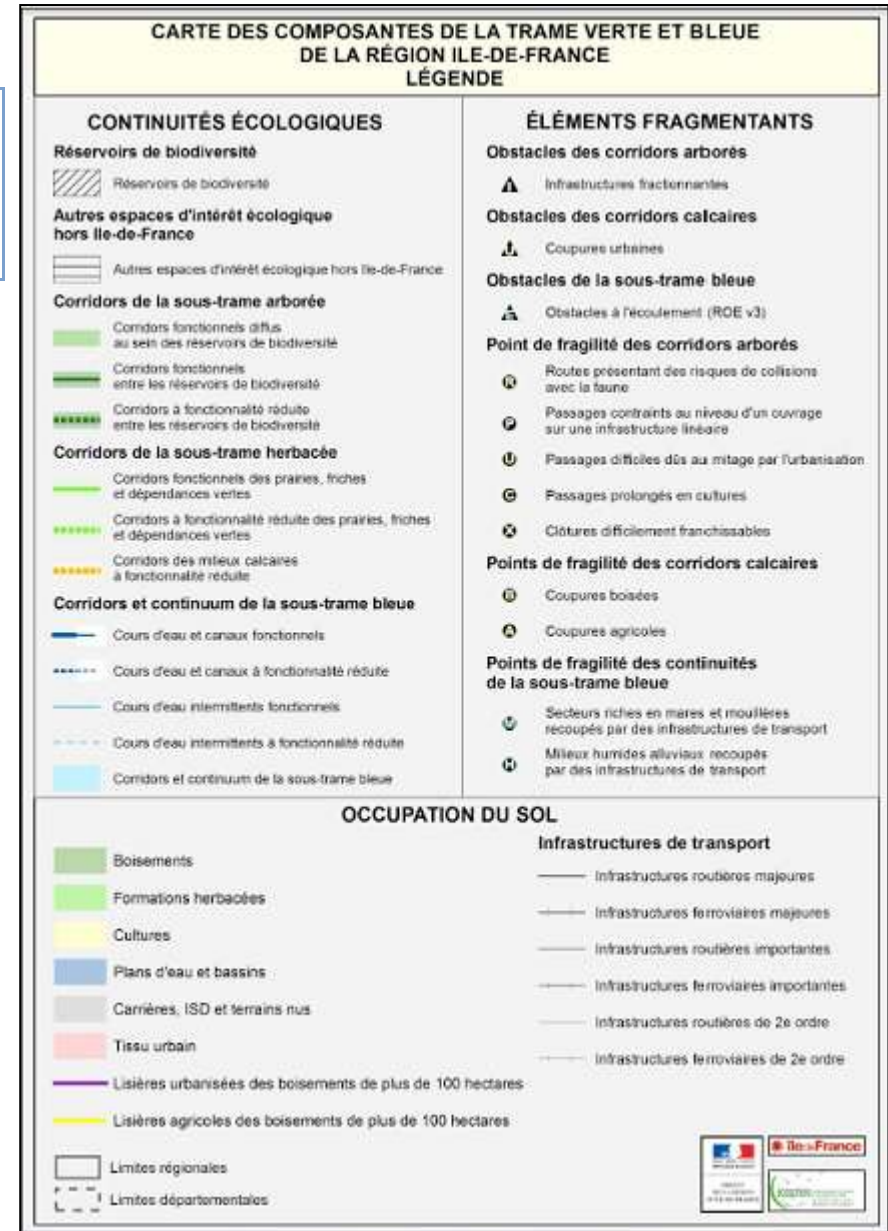 CARTE DES COMPOSANTES DE LA TRAME VERTE ET BLEUE
DE LA RÉGION ILE-DE-FRANCE
LÉGENDE
CONTINUITÉS ÉCOLOGIQUES
Réservoirs de biodiversité
Réservoirs de biodiversité
Autres espaces d'intérêt écologique
hors Ile-de-France
Autres espaces d'intérêt écologique hors Ile-de-France
Corridors de la sous-trame arborée
Corridors fonctionnels diffus
au sein des réservoirs de biodiversité
Corridors fonctionnels
entre les réservoirs de biodiversité
Corridors à fonctionnalité réduite
entre les réservoirs de biodiversité
Corridors de la sous-trame herbacée
Corridors fonctionnels des prairies, friches
et dépendances vertes
Corridors à fonctionnalité réduite des prairies, friches
et dépendances vertes
Corridors des milieux calcaires
à fonctionnalité réduite
Corridors et continuum de la sous-trame bleue
Cours d'eau et canaux fonctionnels
Cours d'eau et canaux à fonctionnalité réduite
Cours d'eau intermittents fonctionnels
Cours d'eau intermittents à fonctionnalité réduite
Corridors et continuum de la sous-trame bleue
ÉLÉMENTS FRAGMENTANTS
Obstacles des corridors arborés
Infrastructures fractionnantes
Obstacles des corridors calcaires
Coupures urbaines
Obstacles de la sous-trame bleue
Obstacles à l'écoulement (ROE v3)
Point de fragilité des corridors arborés
R Routes présentant des risques de collisions
avec la faune
P Passages contraints au niveau d'un ouvrage
sur une infrastructure linéaire
U Passages difficiles dûs au mitage par l'urbanisation
C Passages prolongés en cultures
X Clôtures difficilement franchissables
Points de fragilité des corridors calcaires
B Coupures boisées
A Coupures agricoles
Points de fragilité des continuités
de la sous-trame bleue
Secteurs riches en mares et mouillères
recoupés par des infrastructures de transport
H Milieux humides alluviaux recoupés
par des infrastructures de transport
OCCUPATION DU SOL
Boisements
Formations herbacées
Cultures
Plans d'eau et bassins
Carrières, ISD et terrains nus
Tissu urbain
Lisières urbanisées des boisements de plus de 100 hectares
Lisières agricoles des boisements de plus de 100 hectares
Limites régionales
Limites départementales
Infrastructures de transport
Infrastructures routières majeures
Infrastructures ferroviaires majeures
Infrastructures routières importantes
Infrastructures ferroviaires importantes
Infrastructures routières de 2e ordre
Infrastructures ferroviaires de 2e ordre
île de France